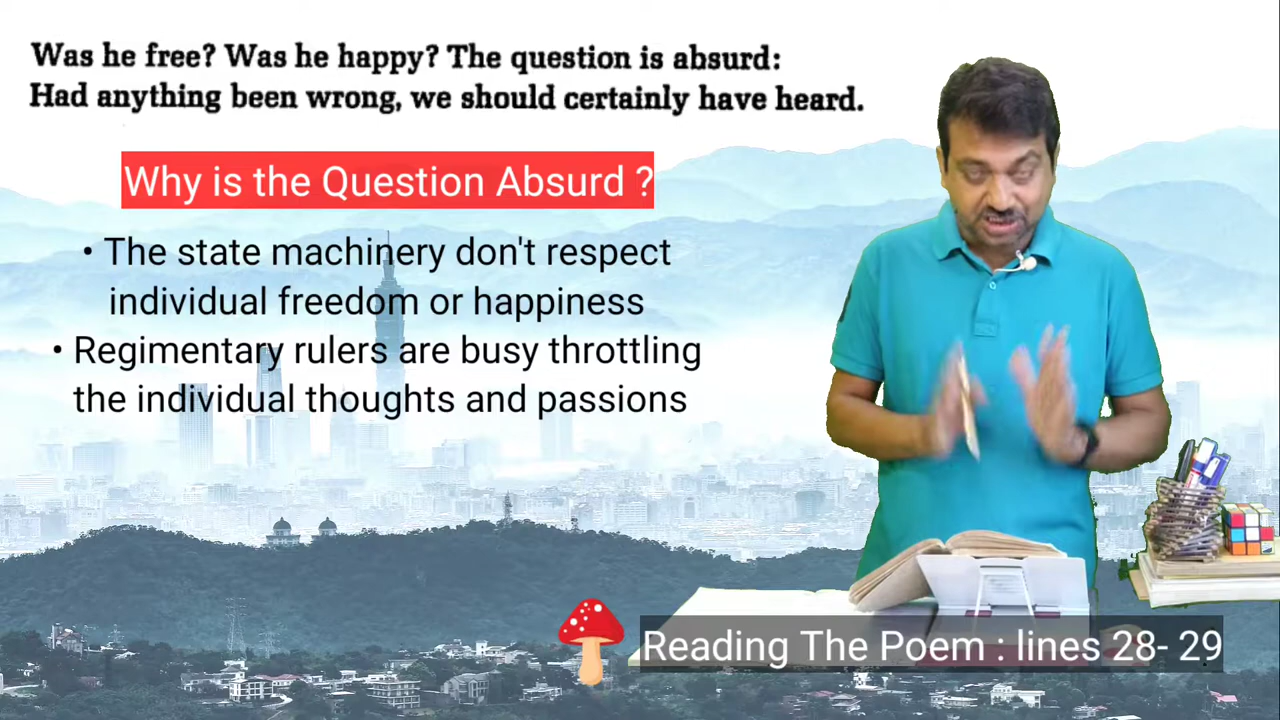 Was he free? Was he happy? The question is absurd:
Had anything been wrong, we should certainly have heard.
Why is the Question Absurd ?
• The state machinery don't respect
individual freedom or happiness
• Regimentary rulers are busy throttling
the individual thoughts and passions
Reading The Poem : lines 28- 29